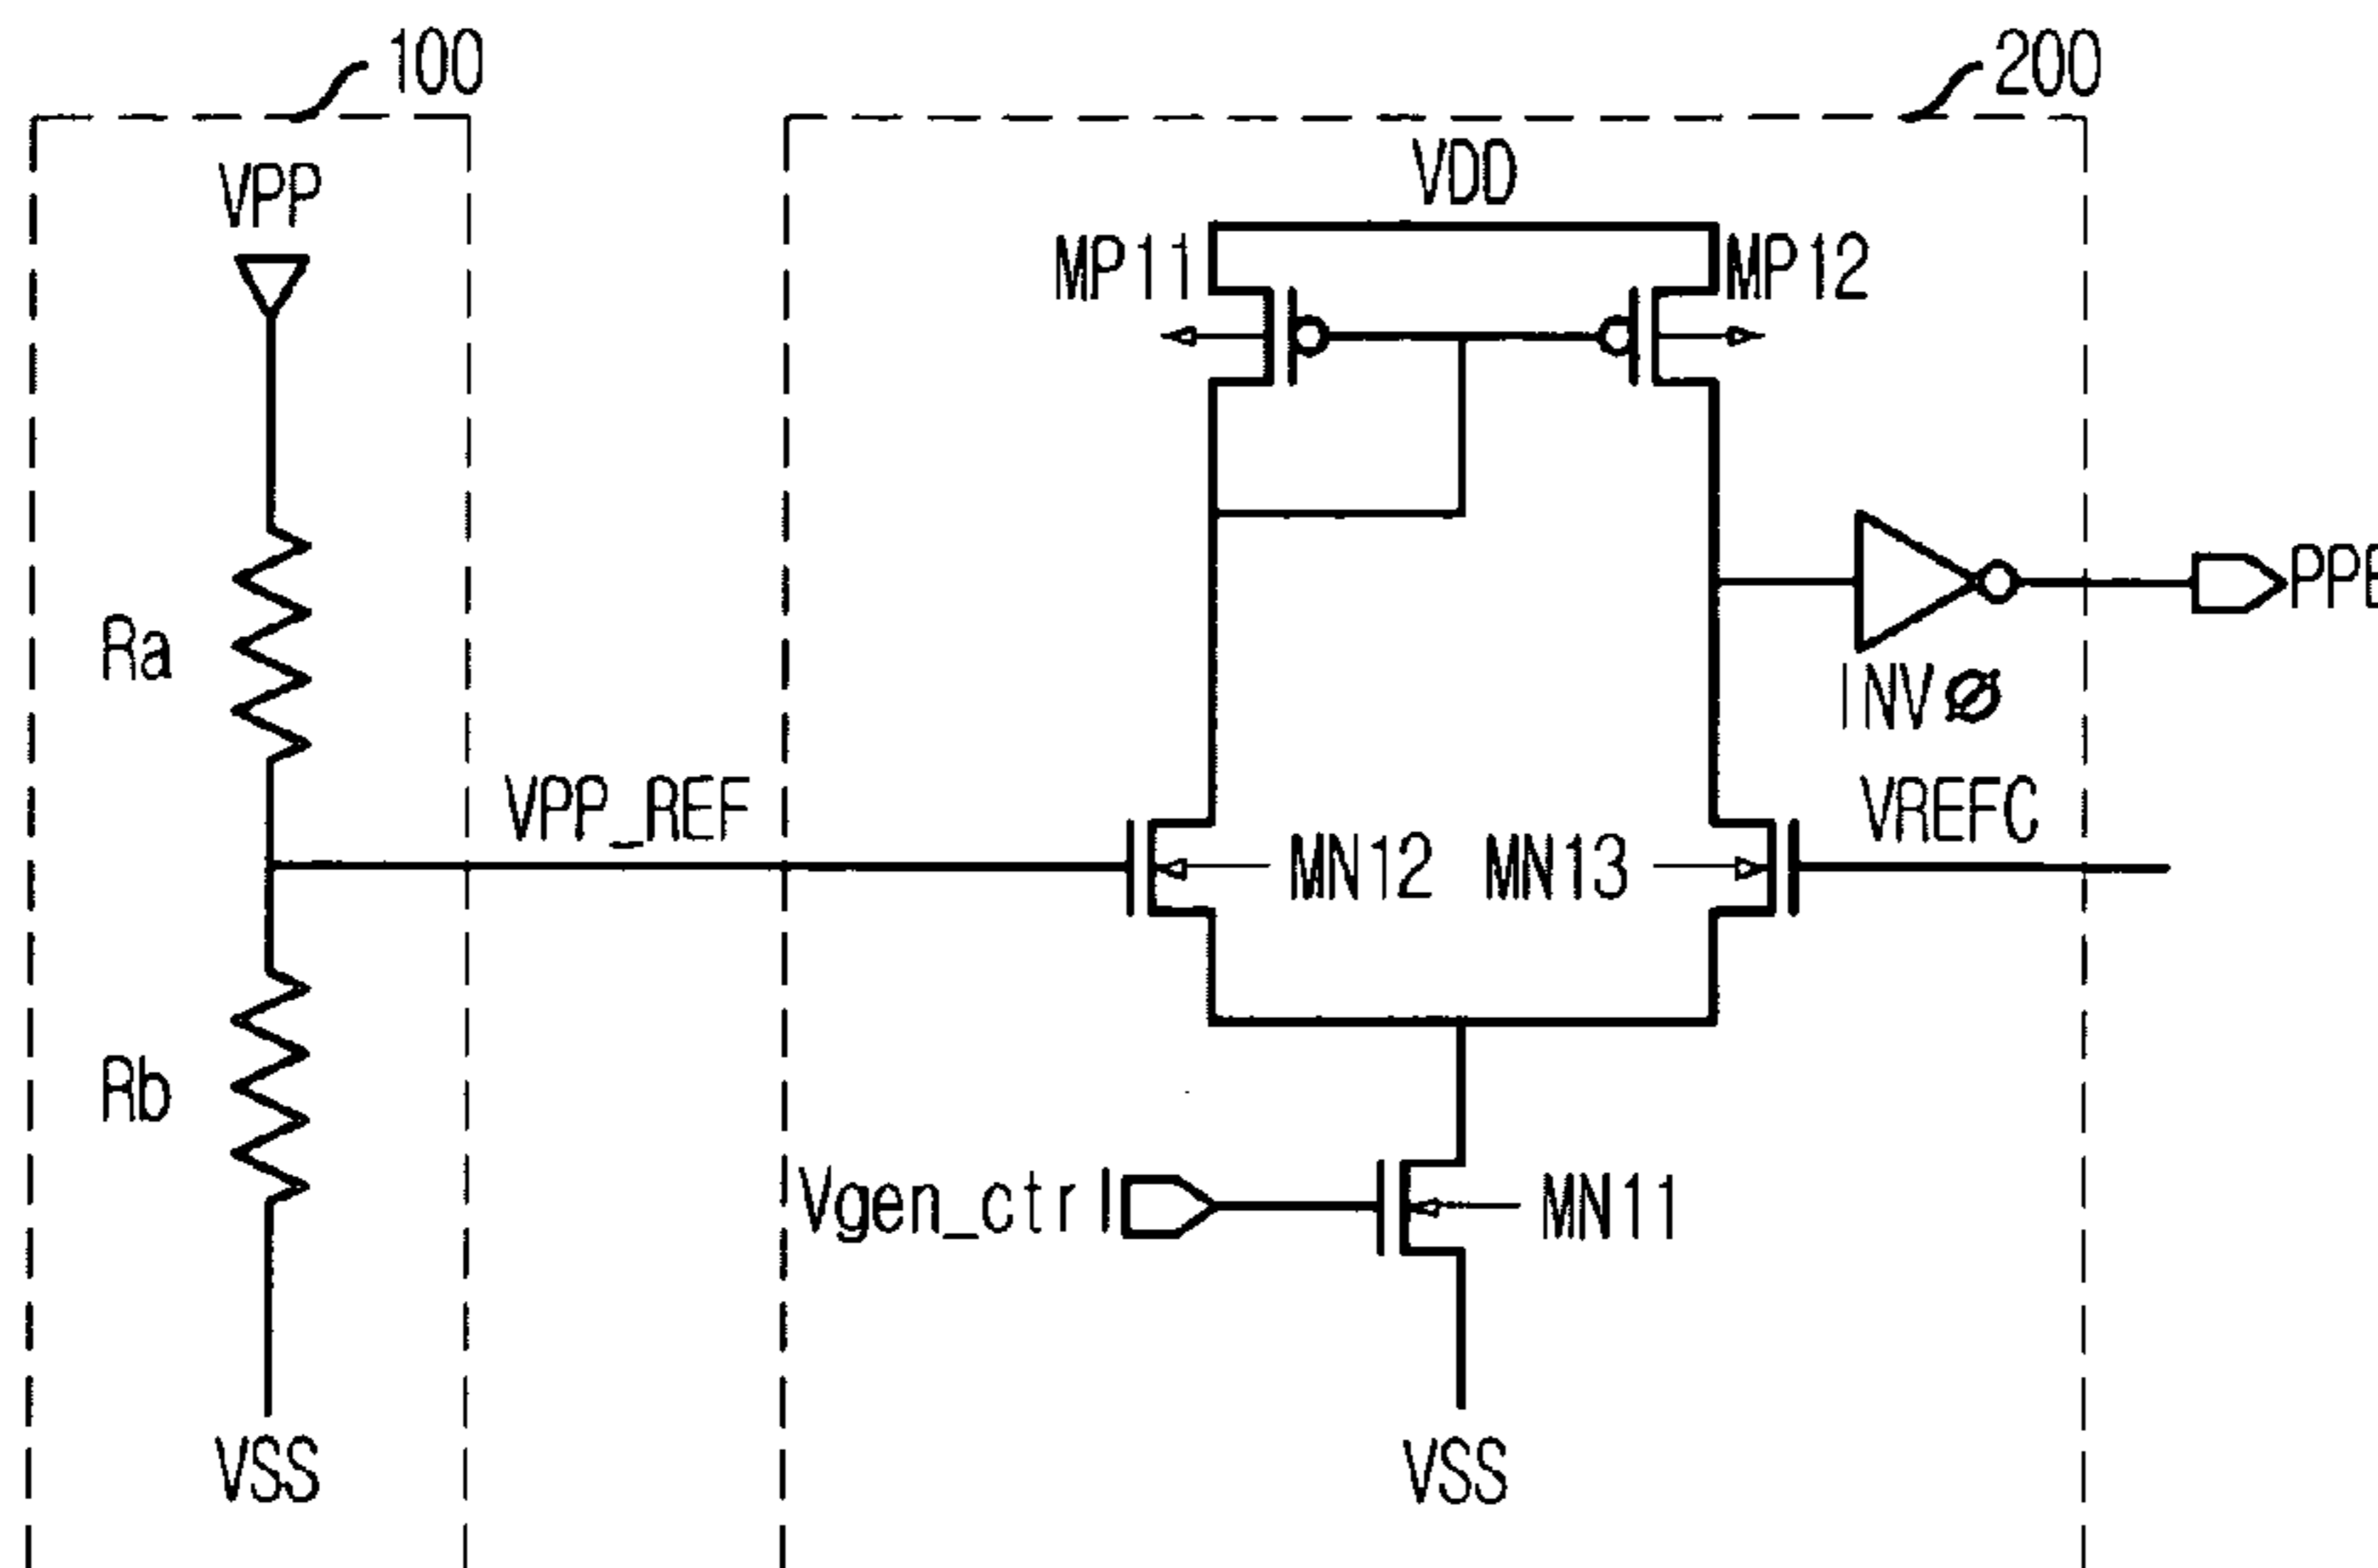 100
200
VPP
VDD
MP11
MP12
Ra
INVØ
VPP_REF
VREFC
MN12
MN13
Rb
Vgen_ctrl
MN11
VSS
VSS